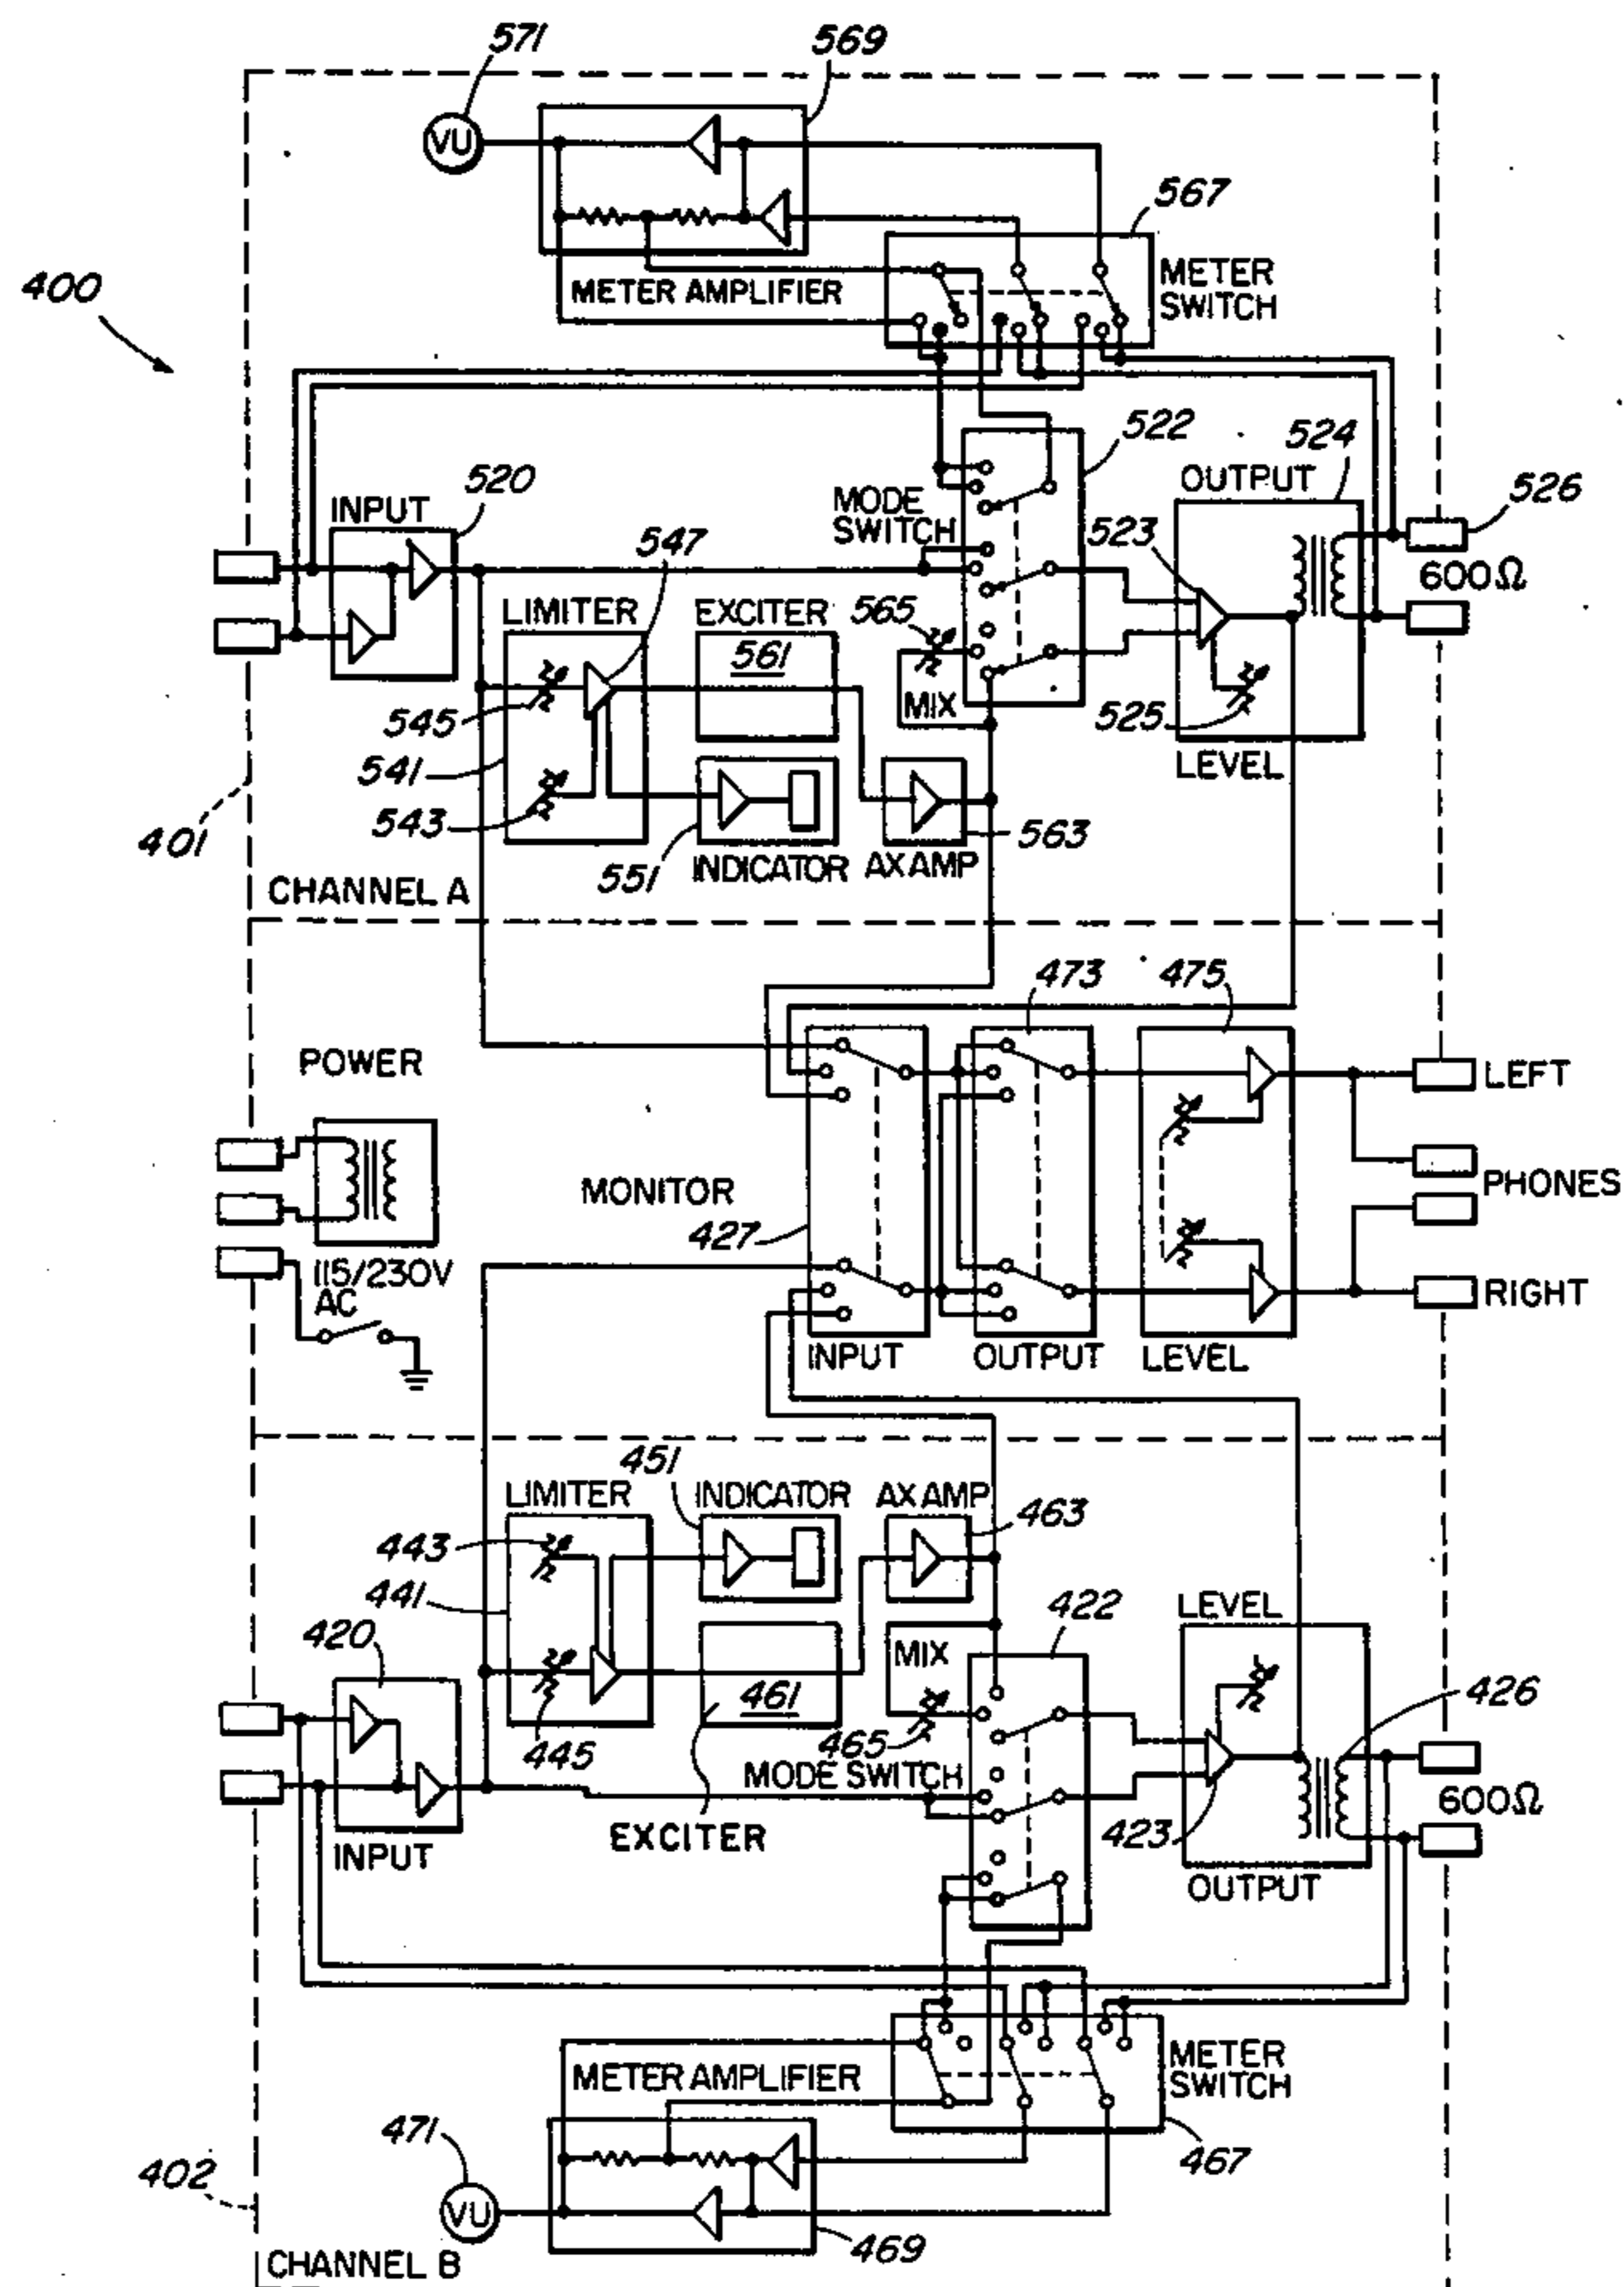 571
569
VU
567
400
METER AMPLIFIER
METER
SWITCH
522
524
520
OUTPUT
526
INPUT
MODE
SWITCH
523
547
600Ω
LIMITER
EXCITER
565
561
545
MIX
525
541
LEVEL
543
563
401
551
INDICATOR
AX AMP
CHANNEL A
473
475
POWER
LEFT
MONITOR
PHONES
427
115/230V
AC
RIGHT
INPUT
OUTPUT
LEVEL
451
LIMITER
INDICATOR
AX AMP
463
443
441
422
LEVEL
420
MIX
461
426
445
465
MODE SWITCH
600Ω
EXCITER
423
INPUT
OUTPUT
METER AMPLIFIER
METER
SWITCH
471
467
402
VU
469
CHANNEL B